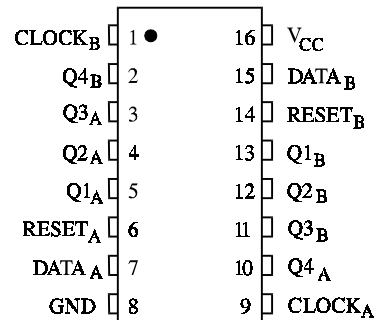 CLOCKB 1 16 VCC
Q4B 2 15 DATAB
Q3A 3 14 RESETB
Q2A 4 13 Q1B
Q1A 5 12 Q2B
RESETA 6 11 Q3B
DATAA 7 10 Q4A
GND 8 9 CLOCKA